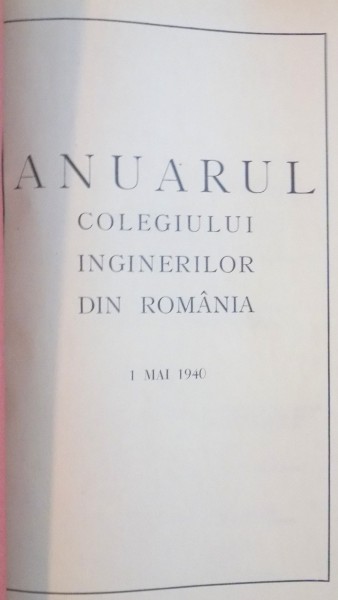 ANUARUL
COLEGIULUI
INGINERILOR
DIN ROMÂNIA
1 MAI 1940